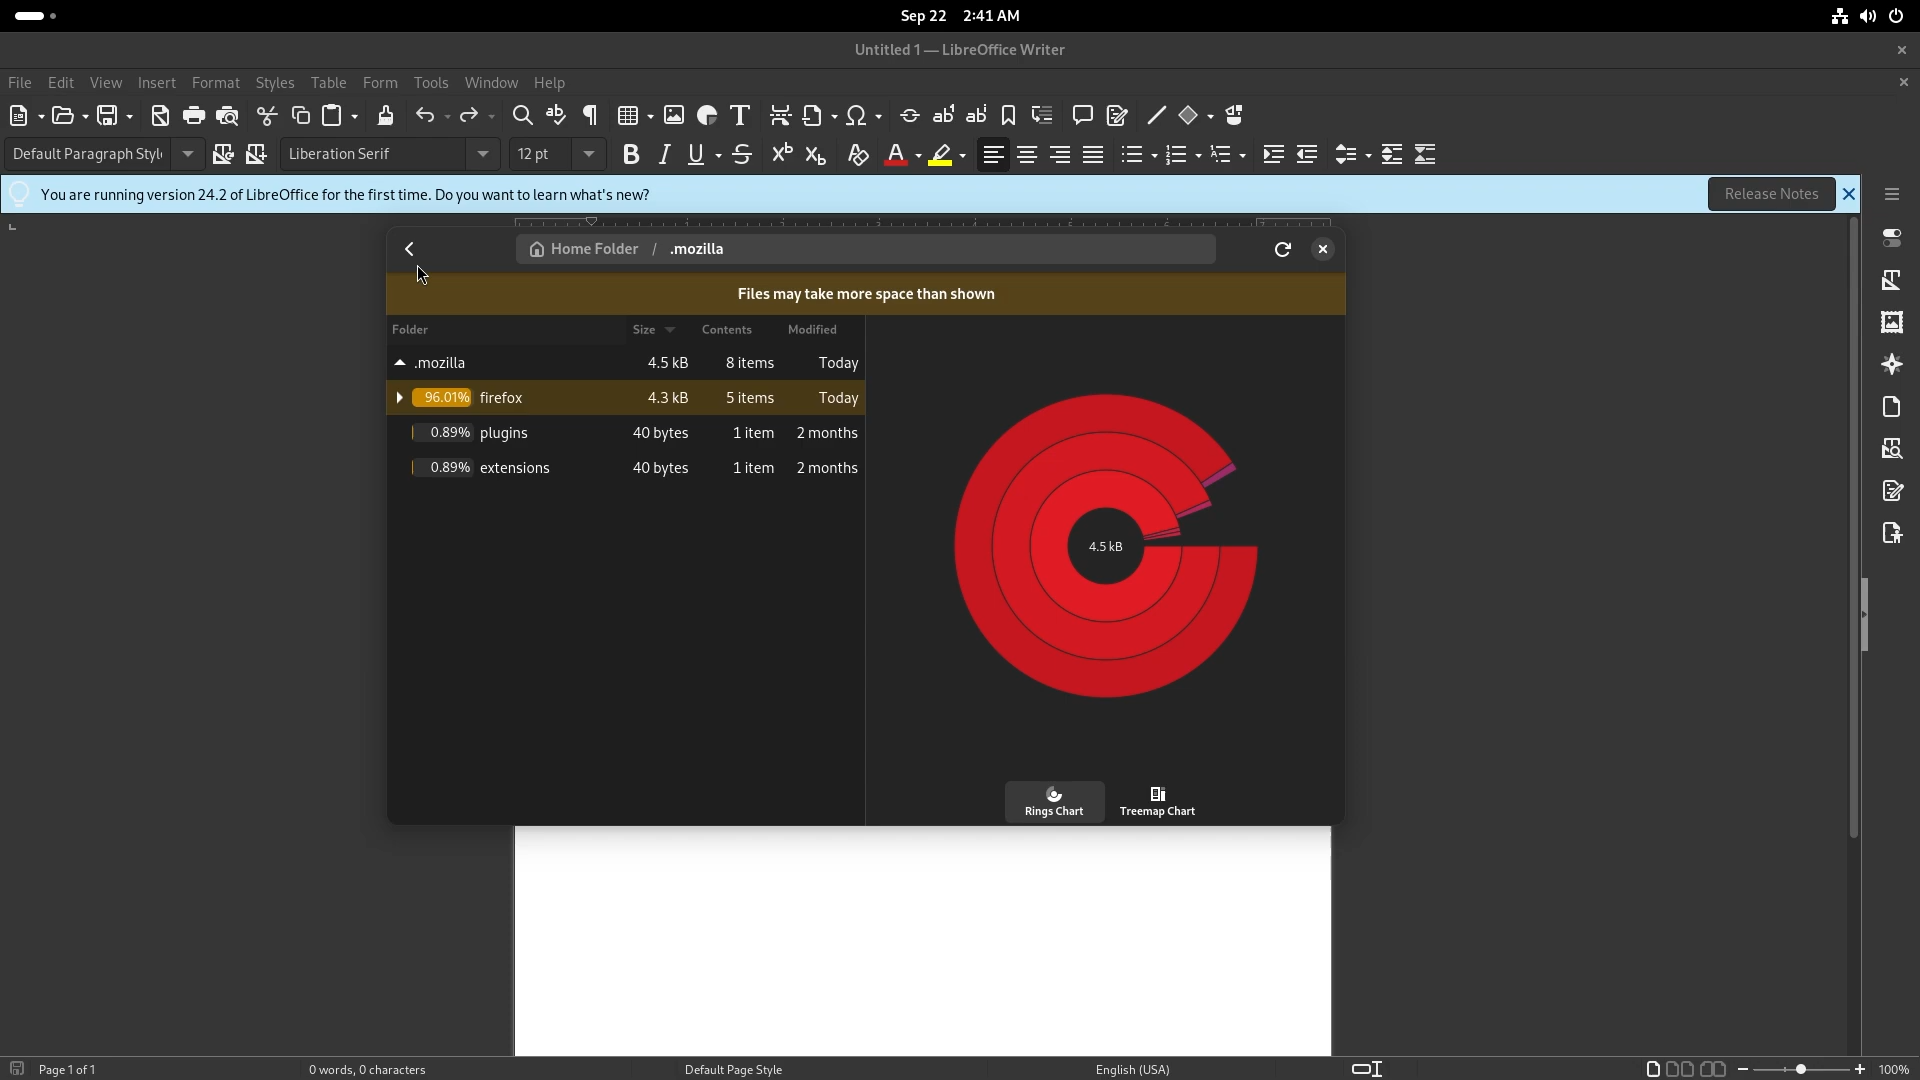 Sep 22 2:41 AM
Untitled 1 — LibreOffice Writer
File Edit View Insert Format Styles Table Form Tools Window Help
Default Paragraph Styl Liberation Serif 12 pt
You are running version 24.2 of LibreOffice for the first time. Do you want to learn what's new? Release Notes
Home Folder / .mozilla
Files may take more space than shown
Folder Size Contents Modified
.mozilla 4.5 kB 8 items Today
96.01% firefox 4.3 kB 5 items Today
0.89% plugins 40 bytes 1 item 2 months
0.89% extensions 40 bytes 1 item 2 months
4.5 kB
Rings Chart Treemap Chart
Page 1 of 1 0 words, 0 characters Default Page Style English (USA) 100%